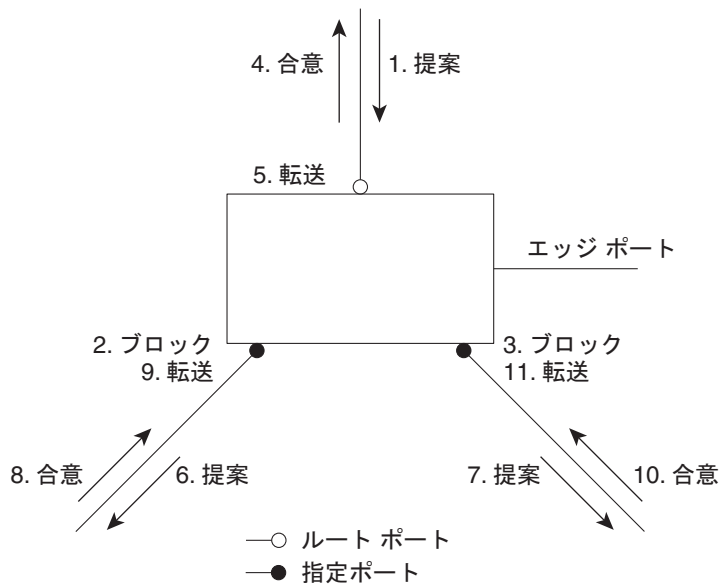 4. 合意
1. 提案
5. 転送
エッジ ポート
2. ブロック
9. 転送
3. ブロック
11. 転送
8. 合意
6. 提案
7. 提案
10. 合意
ルート ポート
指定ポート